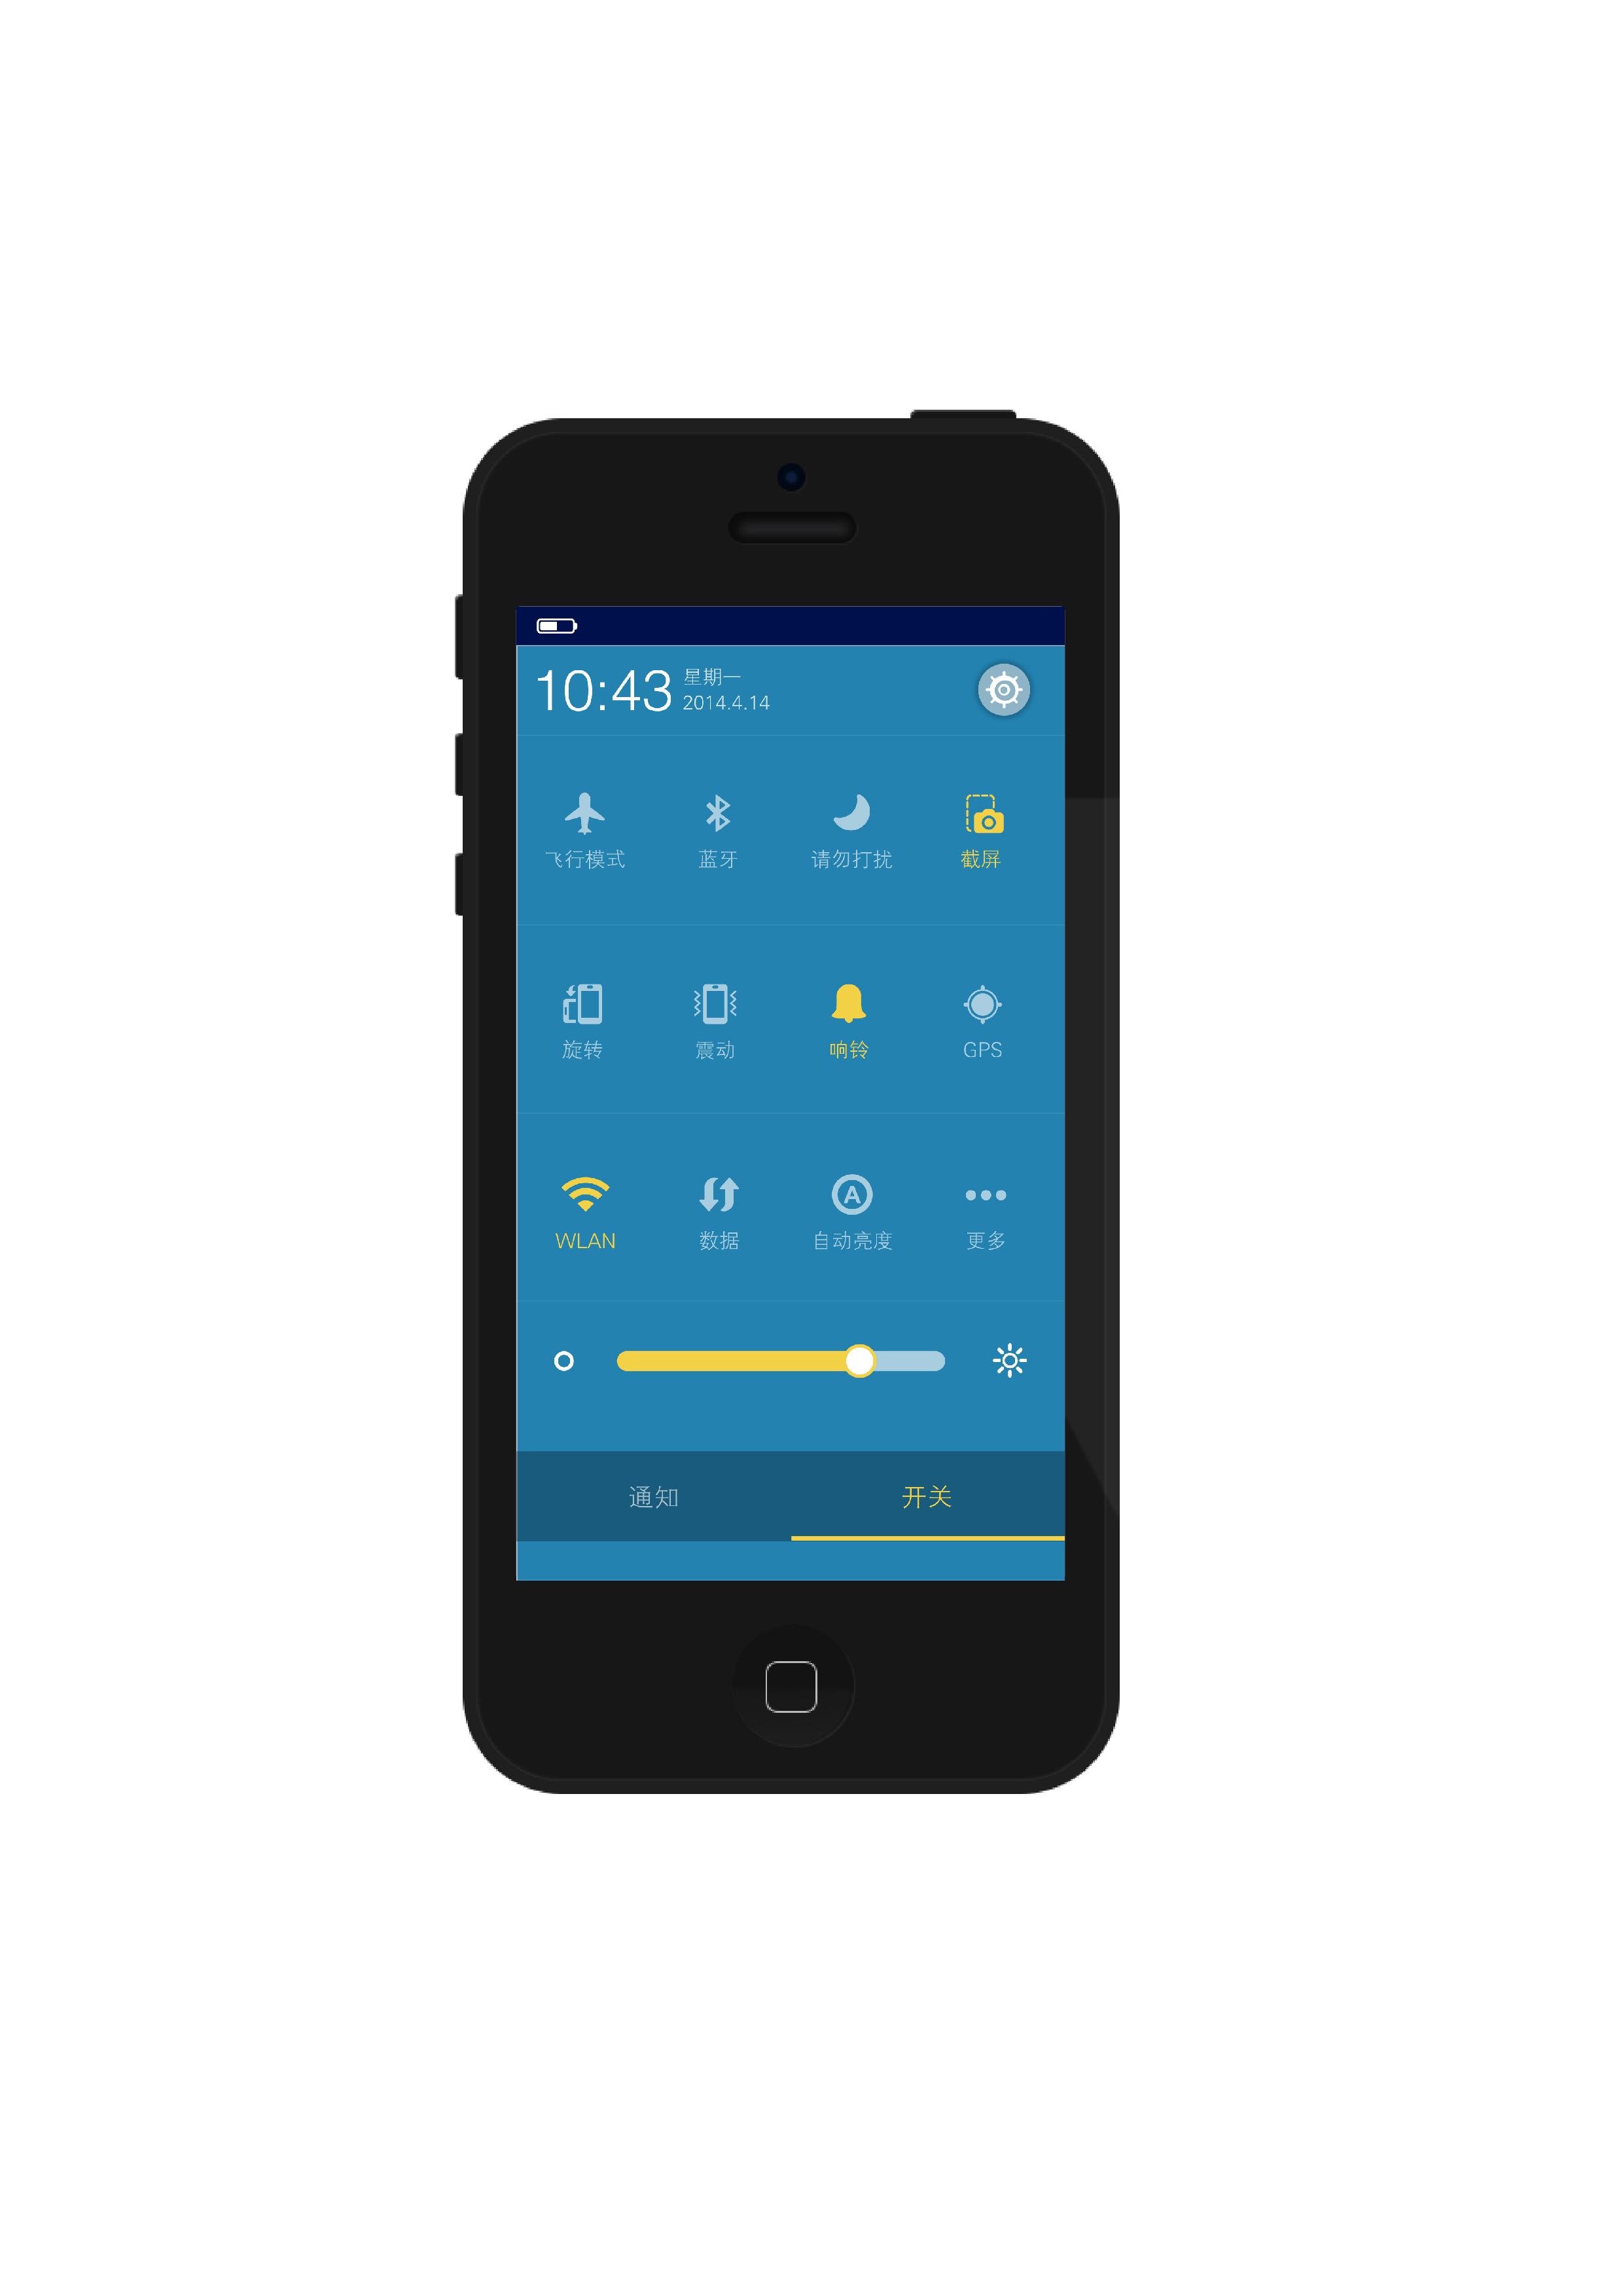 10:43
星期一
2014.4.14
飞行模式
蓝牙
请勿打扰
截屏
旋转
震动
响铃
GPS
WLAN
数据
A
自动亮度
更多
通知
开关